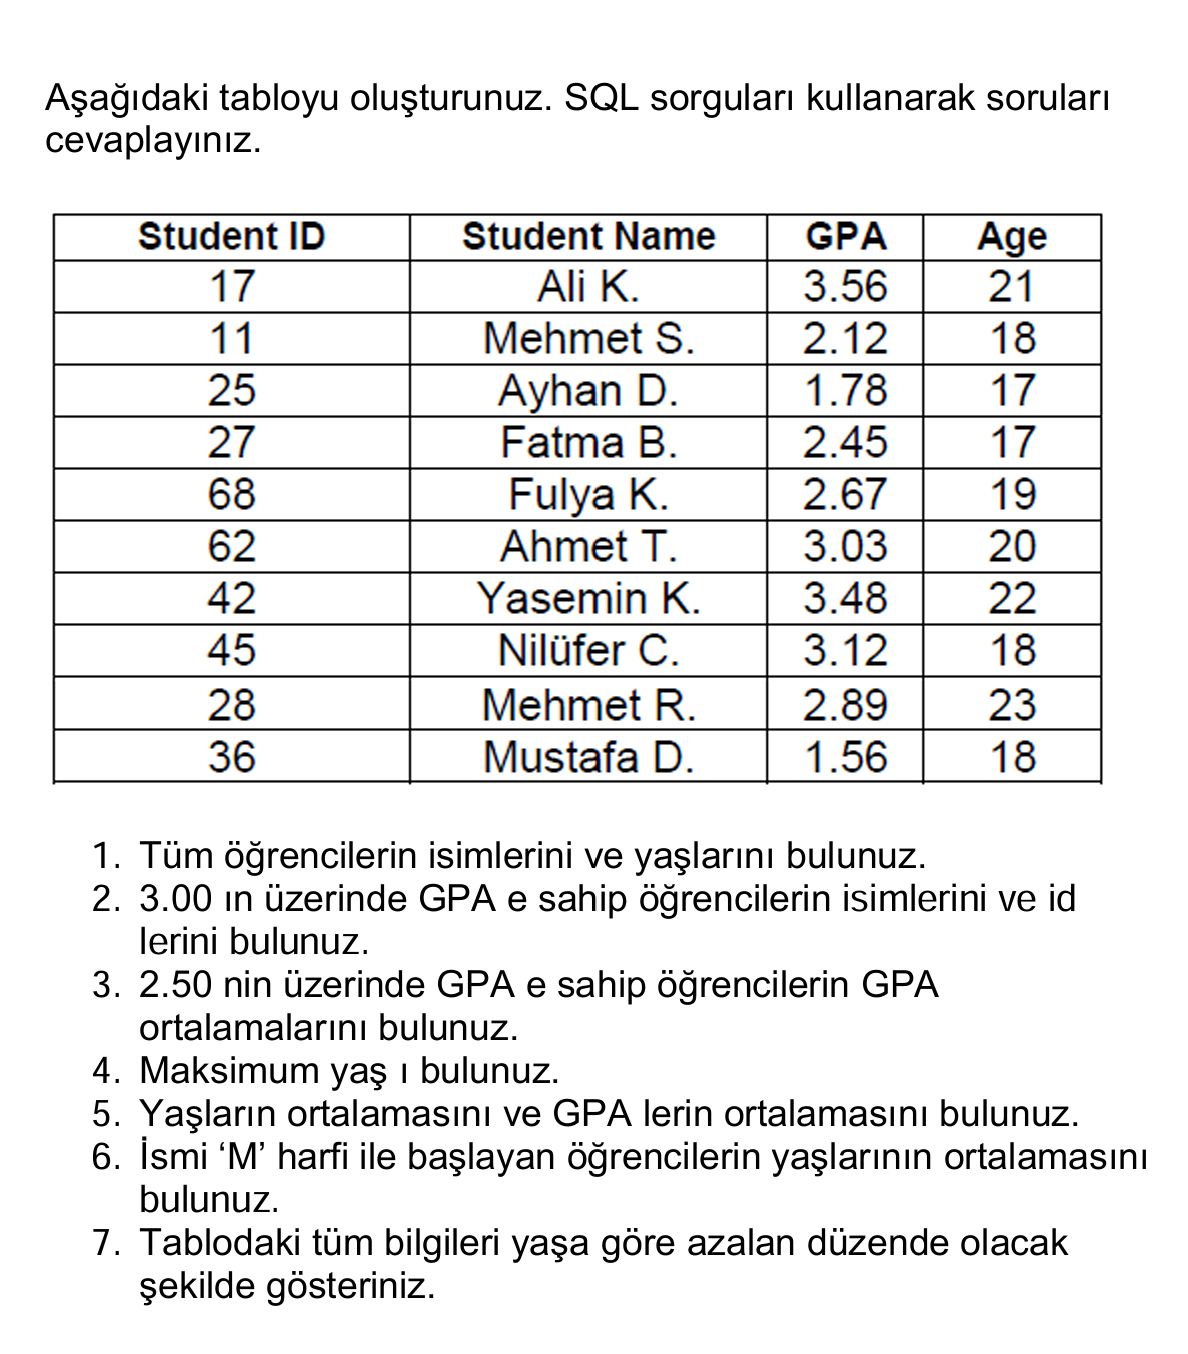 Aşağıdaki tabloyu oluşturunuz. SQL sorguları kullanarak soruları
cevaplayınız.
Student ID Student Name GPA Age
17 Ali K. 3.56 21
11 Mehmet S. 2.12 18
25 Ayhan D. 1.78 17
27 Fatma B. 2.45 17
68 Fulya K. 2.67 19
62 Ahmet T. 3.03 20
42 Yasemin K. 3.48 22
45 Nilüfer C. 3.12 18
28 Mehmet R. 2.89 23
36 Mustafa D. 1.56 18
1. Tüm öğrencilerin isimlerini ve yaşlarını bulunuz.
2. 3.00 ın üzerinde GPA e sahip öğrencilerin isimlerini ve id
lerini bulunuz.
3. 2.50 nin üzerinde GPA e sahip öğrencilerin GPA
ortalamalarını bulunuz.
4. Maksimum yaş ı bulunuz.
5. Yaşların ortalamasını ve GPA lerin ortalamasını bulunuz.
6. İsmi ‘M’ harfi ile başlayan öğrencilerin yaşlarının ortalamasını
bulunuz.
7. Tablodaki tüm bilgileri yaşa göre azalan düzende olacak
şekilde gösteriniz.